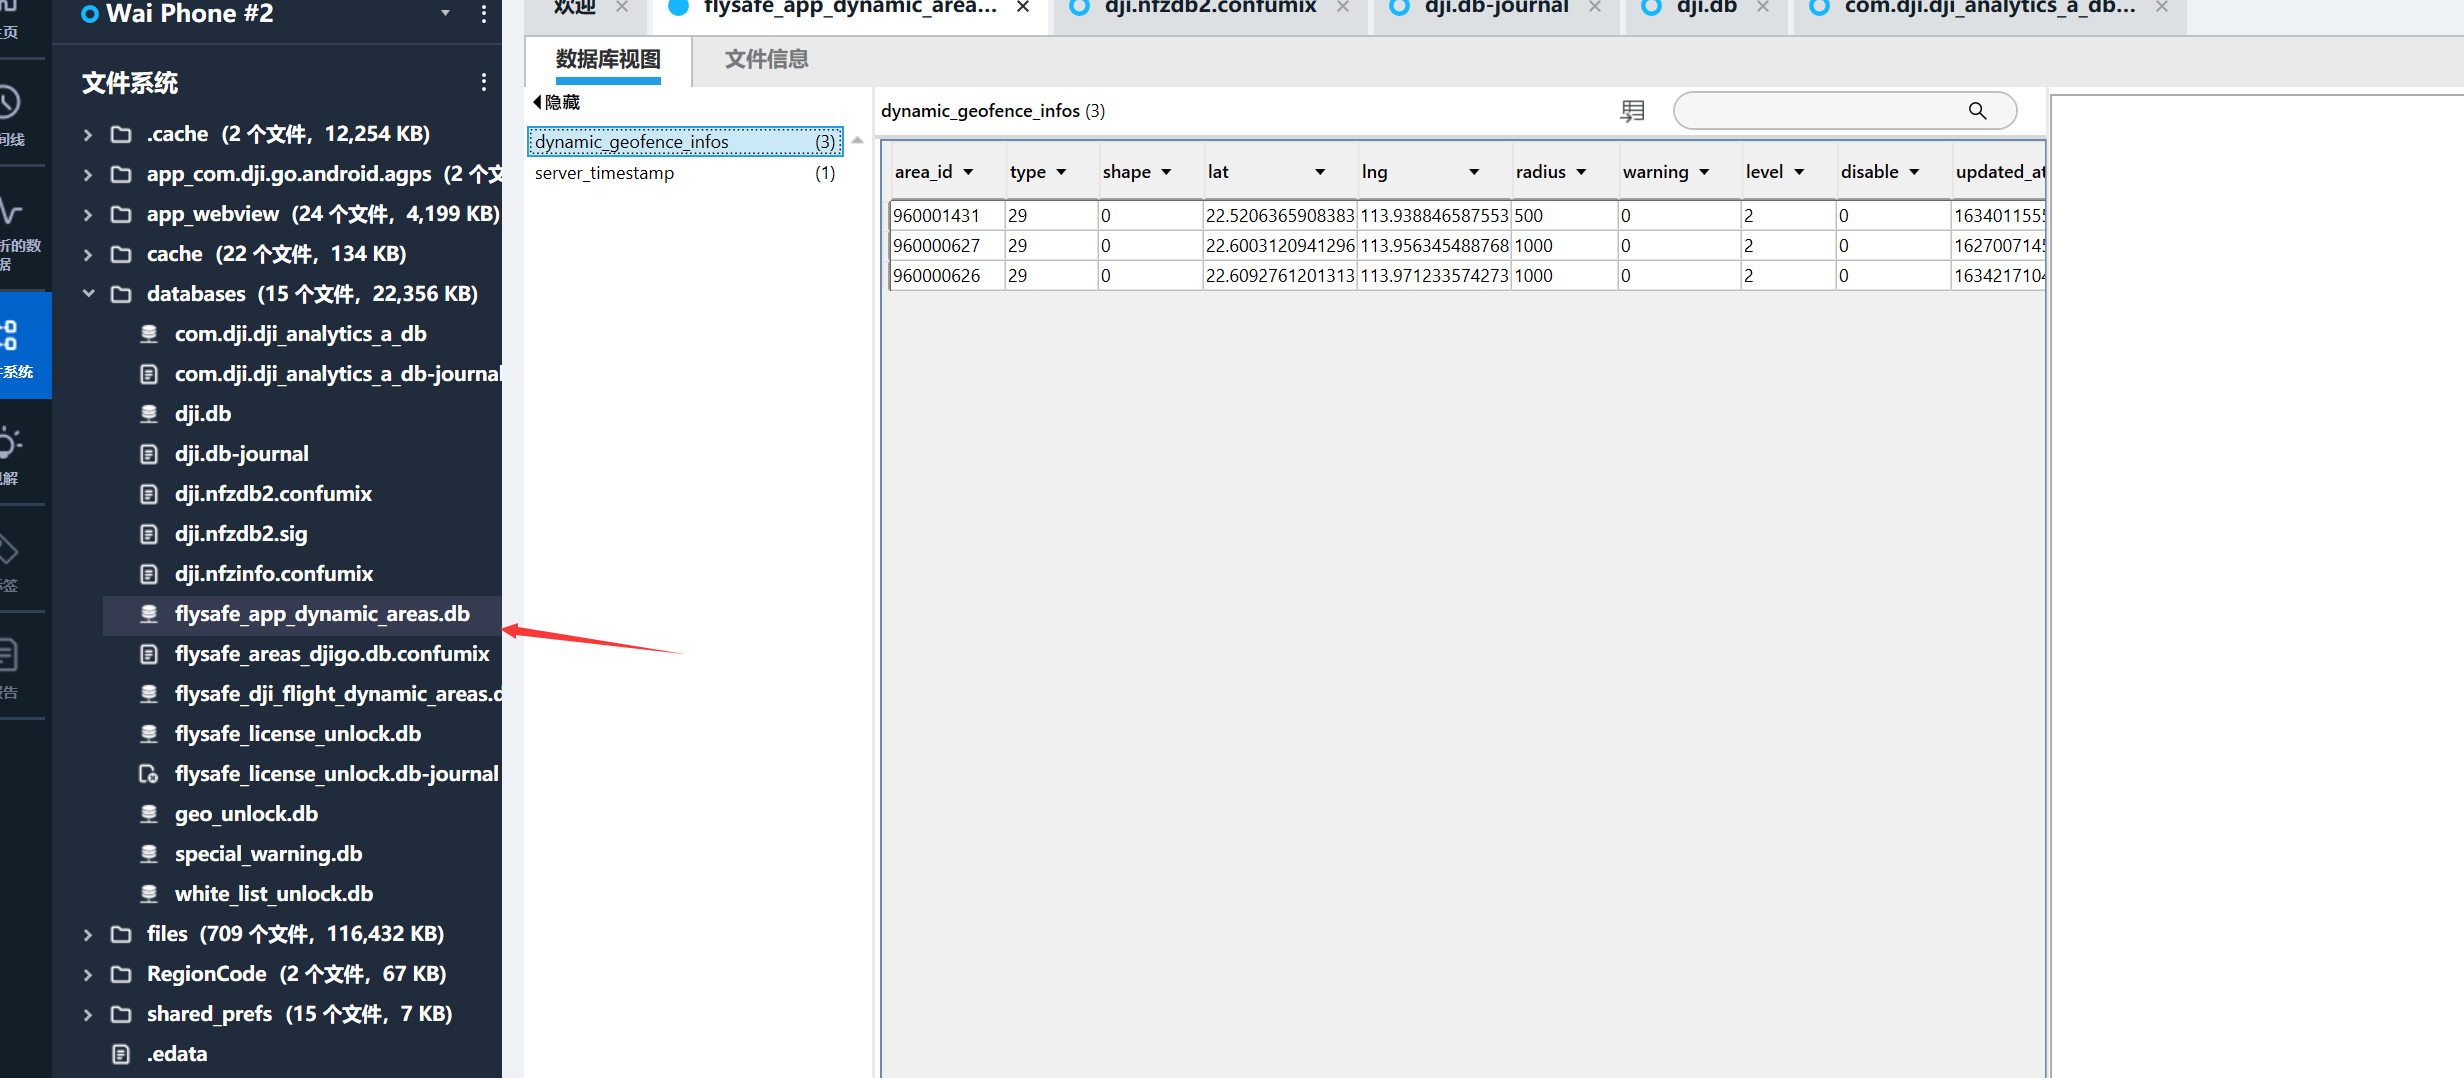 Wai Phone #2
主页
间线
析的数
据
系统
见解
标签
报告
文件系统
.cache (2 个文件, 12,254 KB)
app_com.dji.go.android.agps (2 个文
app_webview (24 个文件, 4,199 KB)
cache (22 个文件, 134 KB)
databases (15 个文件, 22,356 KB)
com.dji.dji_analytics_a_db
com.dji.dji_analytics_a_db-journal
dji.db
dji.db-journal
dji.nfzdb2.confumix
dji.nfzdb2.sig
dji.nfzinfo.confumix
flysafe_app_dynamic_areas.db
flysafe_areas_djigo.db.confumix
flysafe_dji_flight_dynamic_areas.d
flysafe_license_unlock.db
flysafe_license_unlock.db-journal
geo_unlock.db
special_warning.db
white_list_unlock.db
files (709 个文件, 116,432 KB)
RegionCode (2 个文件, 67 KB)
shared_prefs (15 个文件, 7 KB)
.edata
欢迎 flysafe_app_dynamic_area... dji.nfzdb2.confumix dji.db-journal dji.db com.dji.dji_analytics_a_db...
数据库视图 文件信息
隐藏
dynamic_geofence_infos (3)
server_timestamp (1)
dynamic_geofence_infos (3)
area_id type shape lat lng radius warning level disable updated_at
960001431 29 0 22.5206365908383 113.938846587553 500 0 2 0 1634011555
960000627 29 0 22.6003120941296 113.956345488768 1000 0 2 0 162700714
960000626 29 0 22.6092761201313 113.971233574273 1000 0 2 0 1634217104